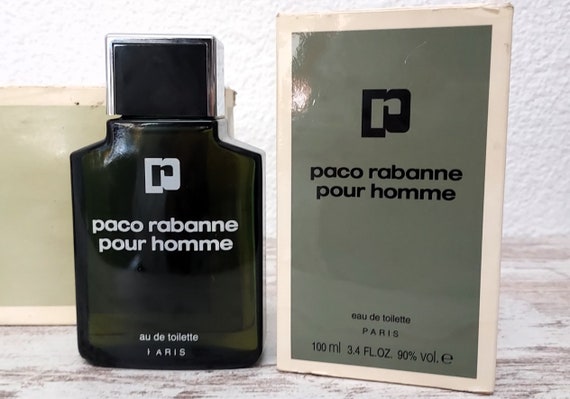 paco rabanne
pour homme
au de toilette
ARIS
paco rabanne
pour homme
eau de toilette
PARIS
100 ml 3.4 FL.OZ. 90% vol. ℮